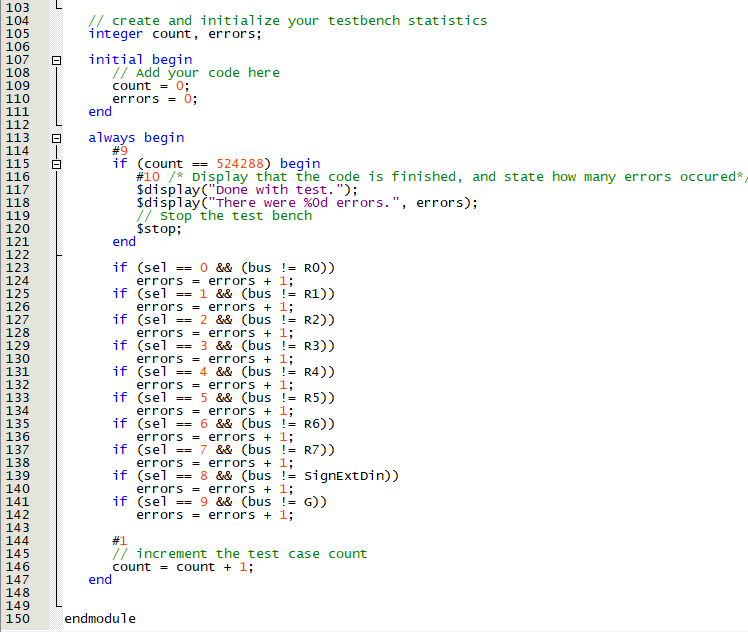 103
104 // create and initialize your testbench statistics
105 integer count, errors;
106
107 initial begin
108 // Add your code here
109 count = 0;
110 errors = 0;
111 end
112
113 always begin
114 #9
115 if (count == 524288) begin
116 #10 /* Display that the code is finished, and state how many errors occured*/
117 $display("Done with test.");
118 $display("There were %0d errors.", errors);
119 // Stop the test bench
120 $stop;
121 end
122
123 if (sel == 0 && (bus != R0))
124 errors = errors + 1;
125 if (sel == 1 && (bus != R1))
126 errors = errors + 1;
127 if (sel == 2 && (bus != R2))
128 errors = errors + 1;
129 if (sel == 3 && (bus != R3))
130 errors = errors + 1;
131 if (sel == 4 && (bus != R4))
132 errors = errors + 1;
133 if (sel == 5 && (bus != R5))
134 errors = errors + 1;
135 if (sel == 6 && (bus != R6))
136 errors = errors + 1;
137 if (sel == 7 && (bus != R7))
138 errors = errors + 1;
139 if (sel == 8 && (bus != SignExtDin))
140 errors = errors + 1;
141 if (sel == 9 && (bus != G))
142 errors = errors + 1;
143
144 #1
145 // increment the test case count
146 count = count + 1;
147 end
148
149
150 endmodule